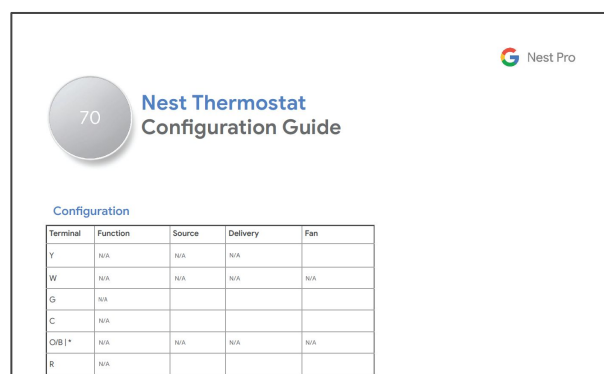 Nest Pro
70
Nest Thermostat
Configuration Guide
Configuration
Terminal Function Source Delivery Fan
Y N/A N/A N/A
W N/A N/A N/A N/A
G N/A
C N/A
O/B | * N/A N/A N/A N/A
R N/A